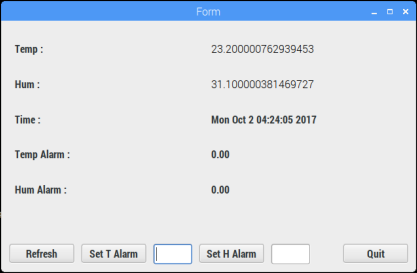 Form
Temp : 23.200000762939453
Hum : 31.100000381469727
Time : Mon Oct 2 04:24:05 2017
Temp Alarm : 0.00
Hum Alarm : 0.00
Refresh Set T Alarm Set H Alarm Quit